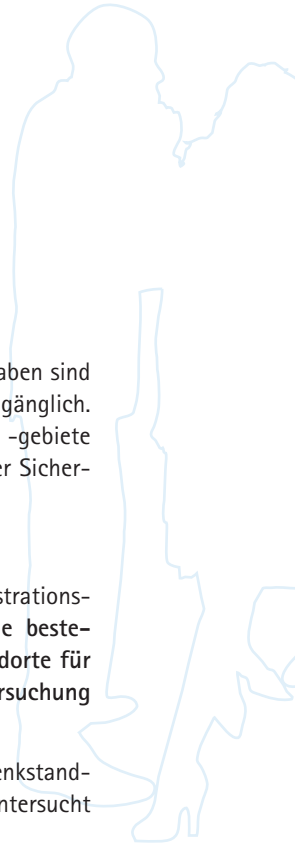 aben sind
gänglich.
-gebiete
er Sicher-
strations-
e beste-
dorte für
rsuchung
enkstand-
ntersucht